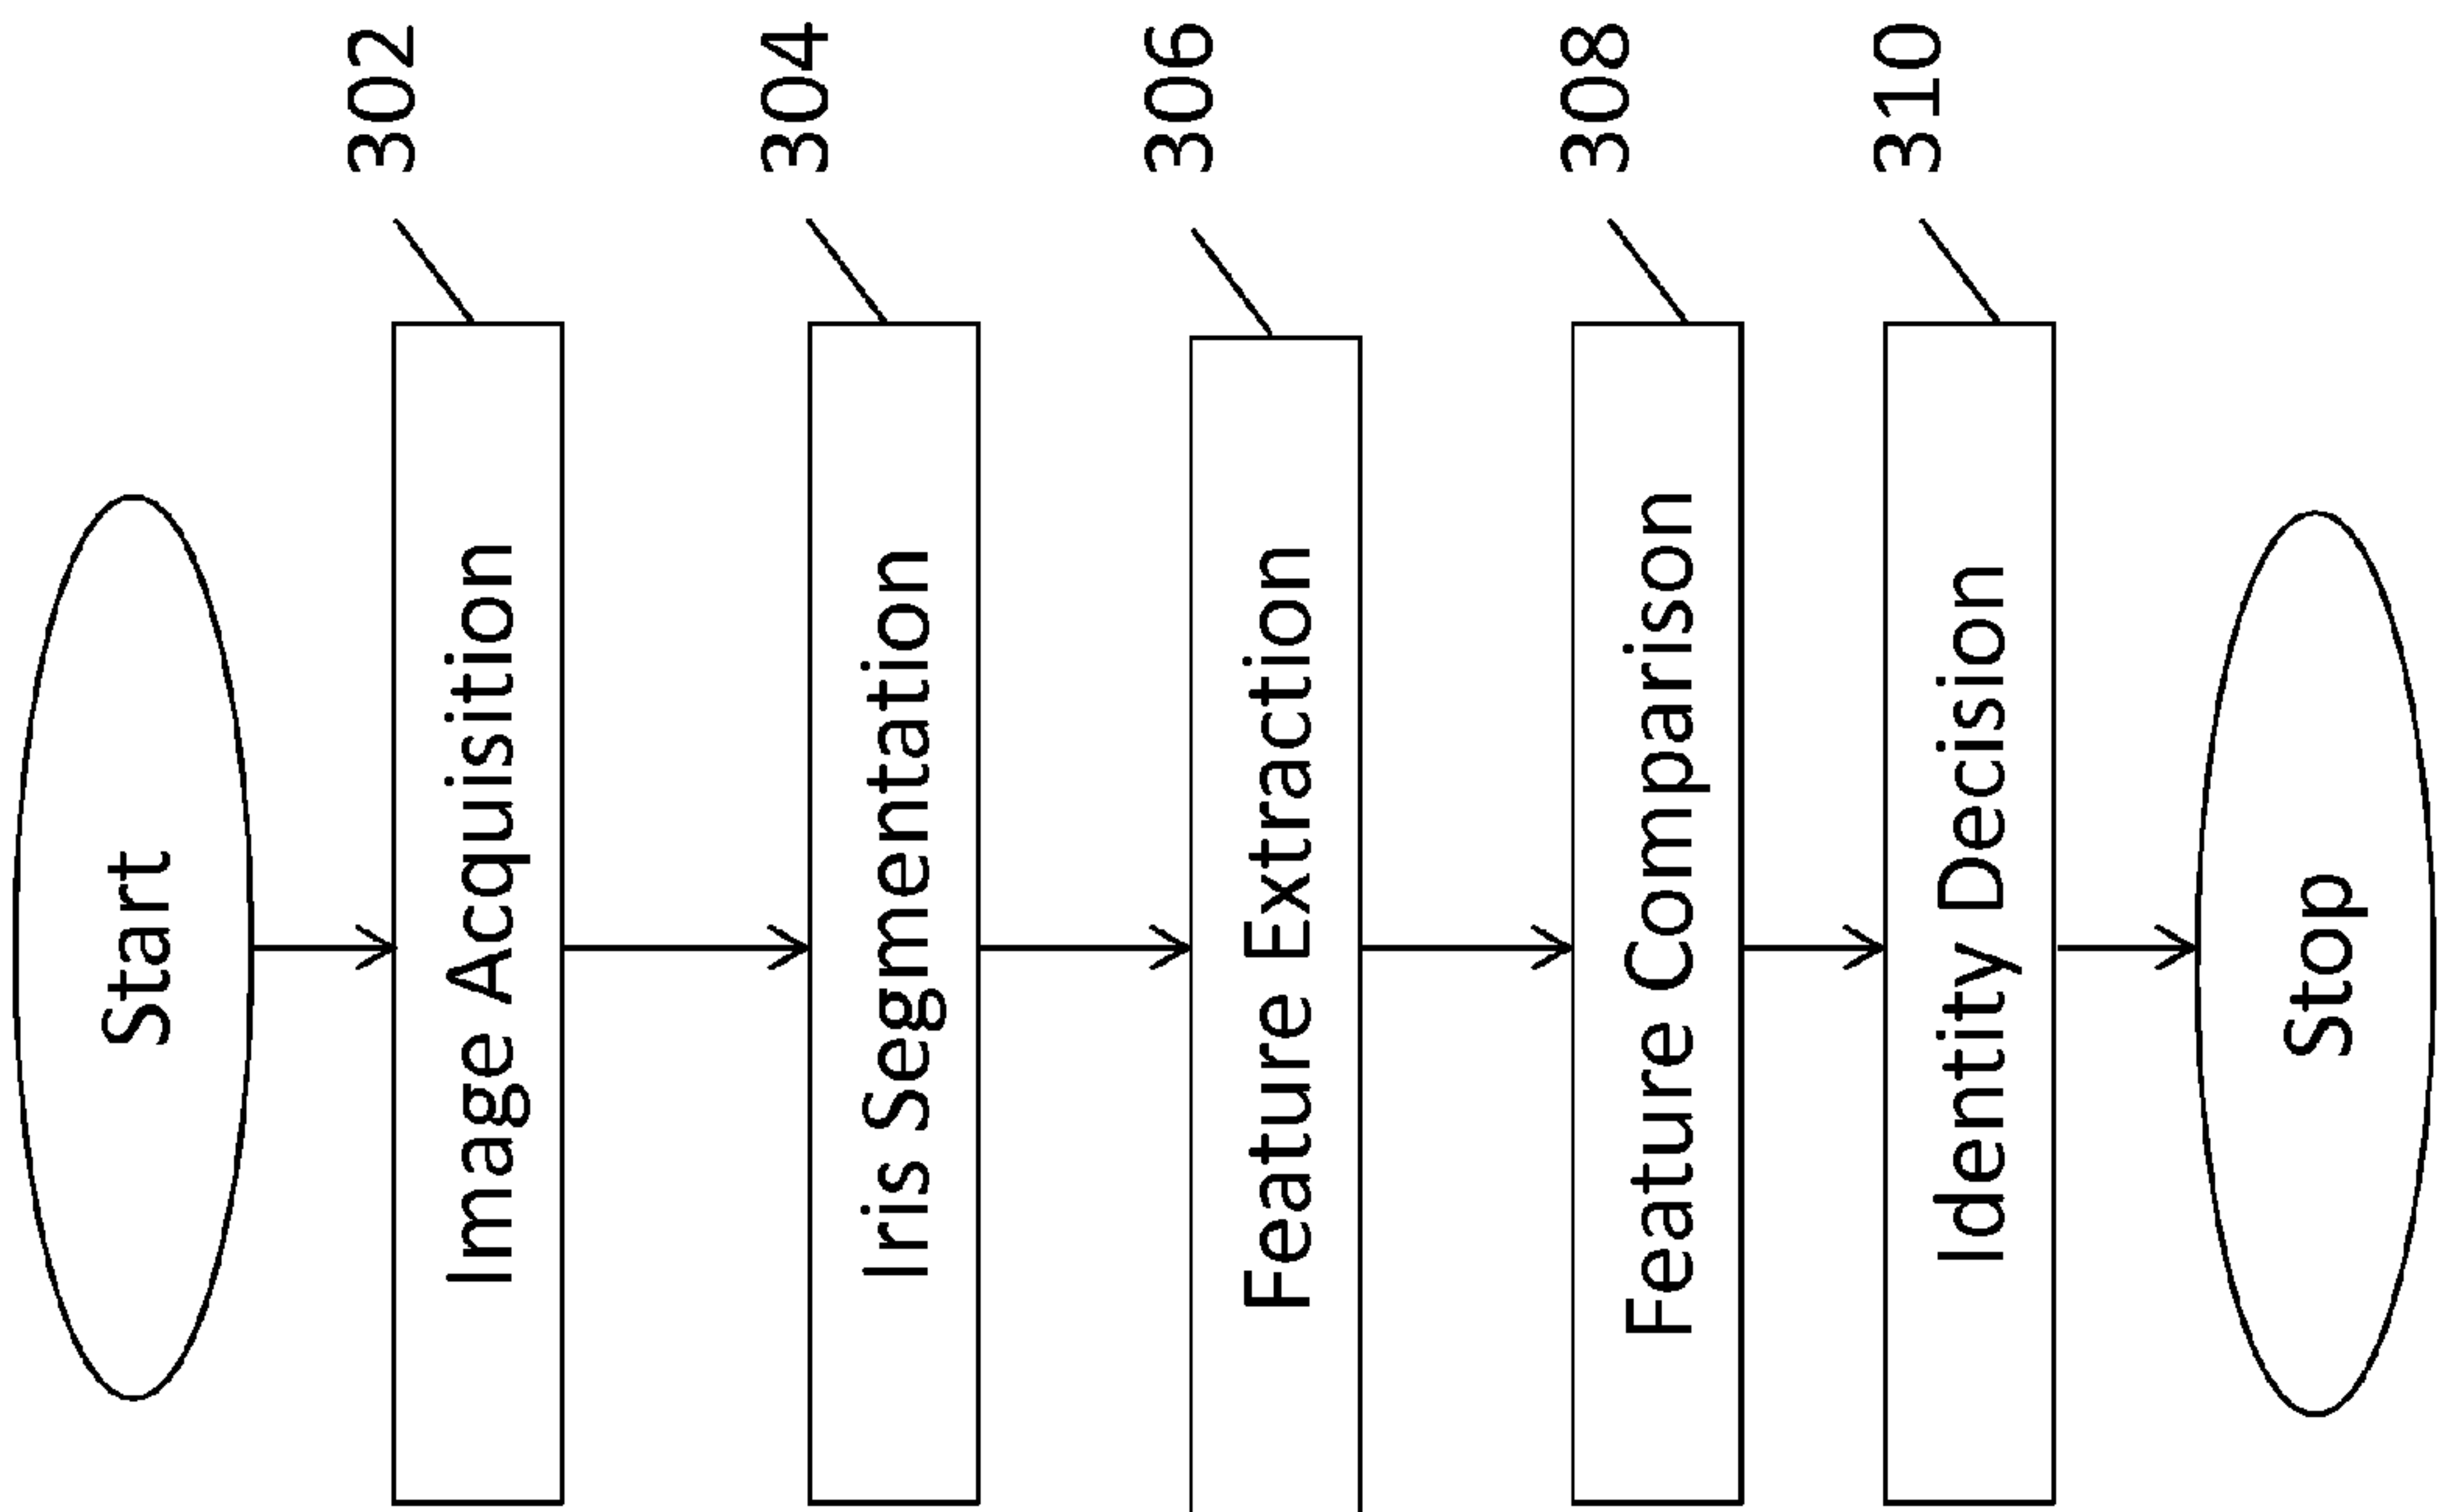 Start
Image Acquisition
302
Iris Segmentation
304
Feature Extraction
306
Feature Comparison
308
Identity Decision
310
Stop